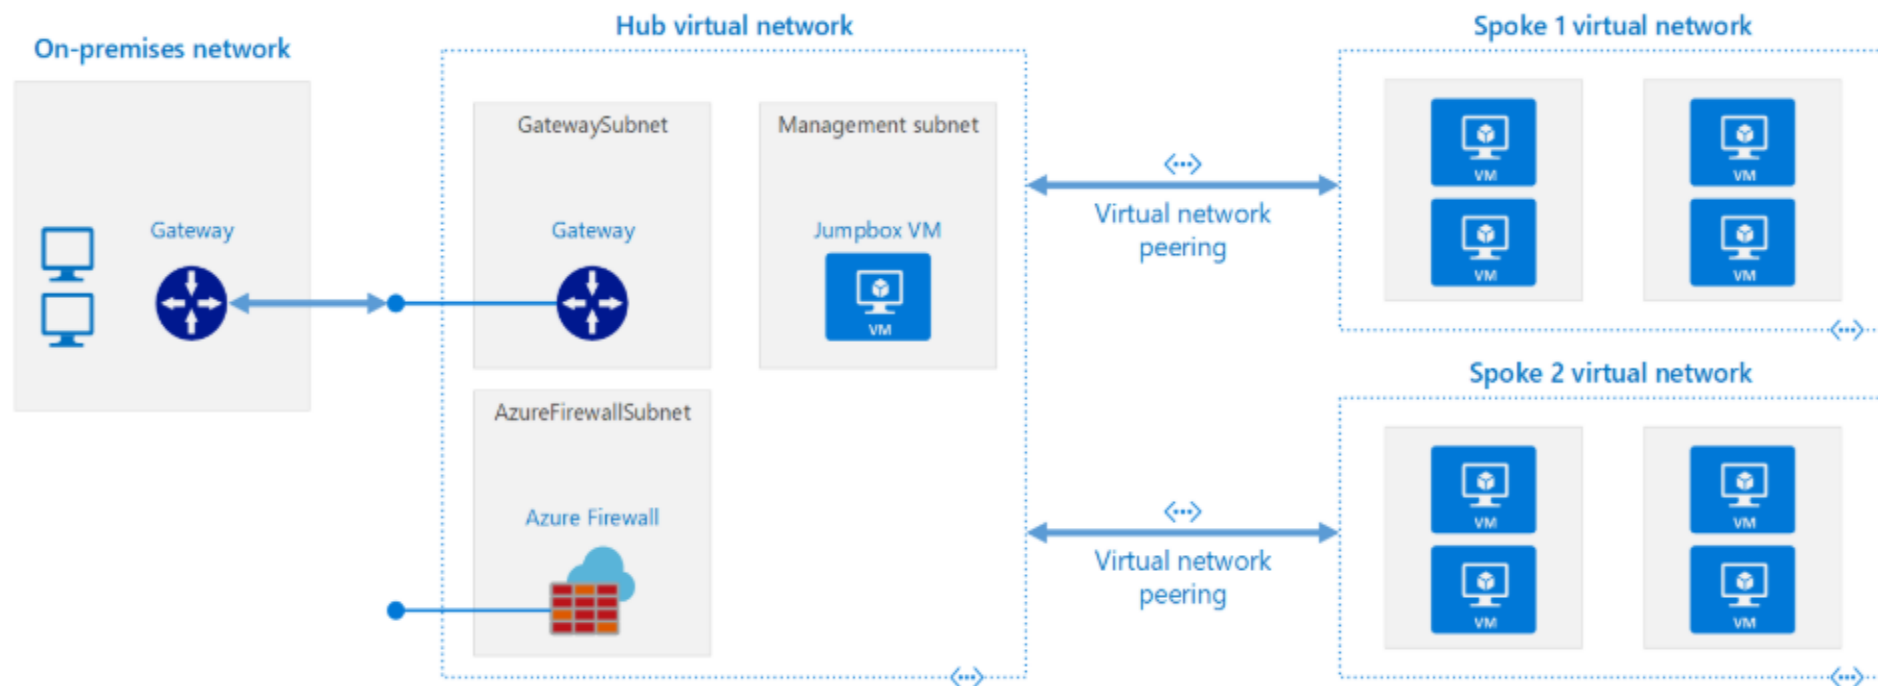 On-premises network
Gateway
Hub virtual network
GatewaySubnet
Gateway
Management subnet
Jumpbox VM
VM
AzureFirewallSubnet
Azure Firewall
Virtual network
peering
Virtual network
peering
Spoke 1 virtual network
VM
VM
VM
VM
Spoke 2 virtual network
VM
VM
VM
VM